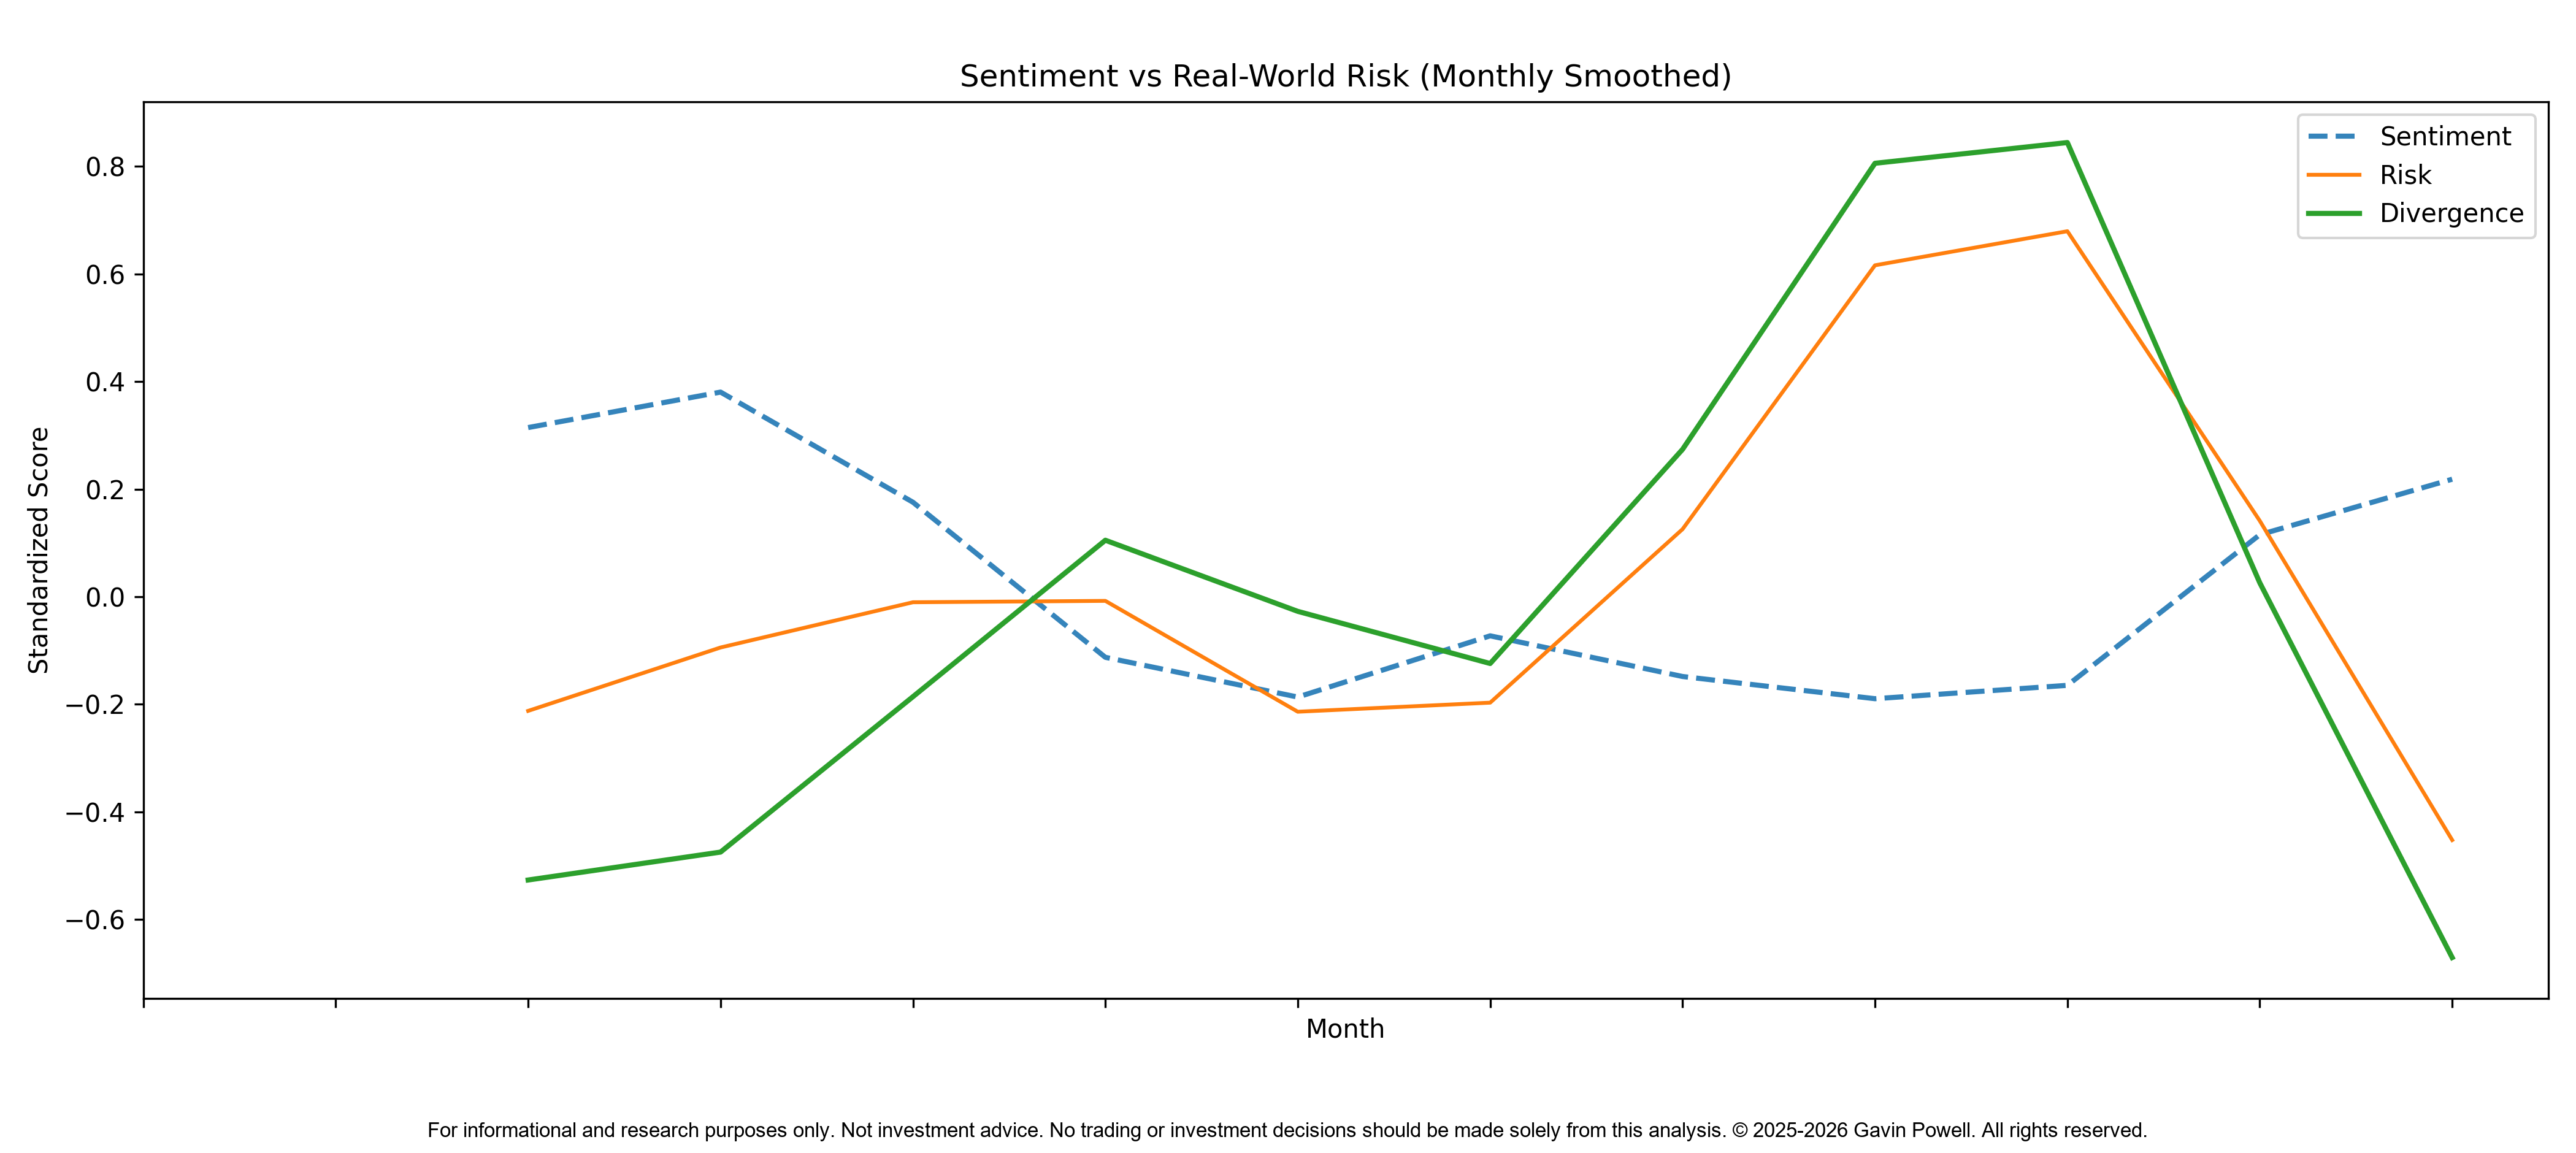 Sentiment vs Real-World Risk (Monthly Smoothed)
Sentiment
Risk
Divergence
Standardized Score
0.8
0.6
0.4
0.2
0.0
−0.2
−0.4
−0.6
Month
For informational and research purposes only. Not investment advice. No trading or investment decisions should be made solely from this analysis. © 2025-2026 Gavin Powell. All rights reserved.